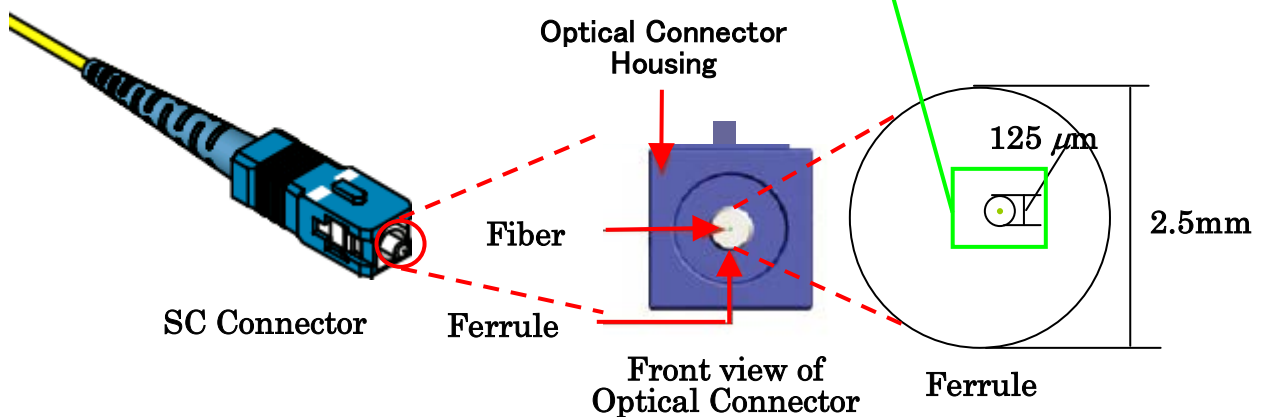 Optical Connector
Housing
125 μm
2.5mm
Fiber
SC Connector
Ferrule
Front view of
Optical Connector
Ferrule